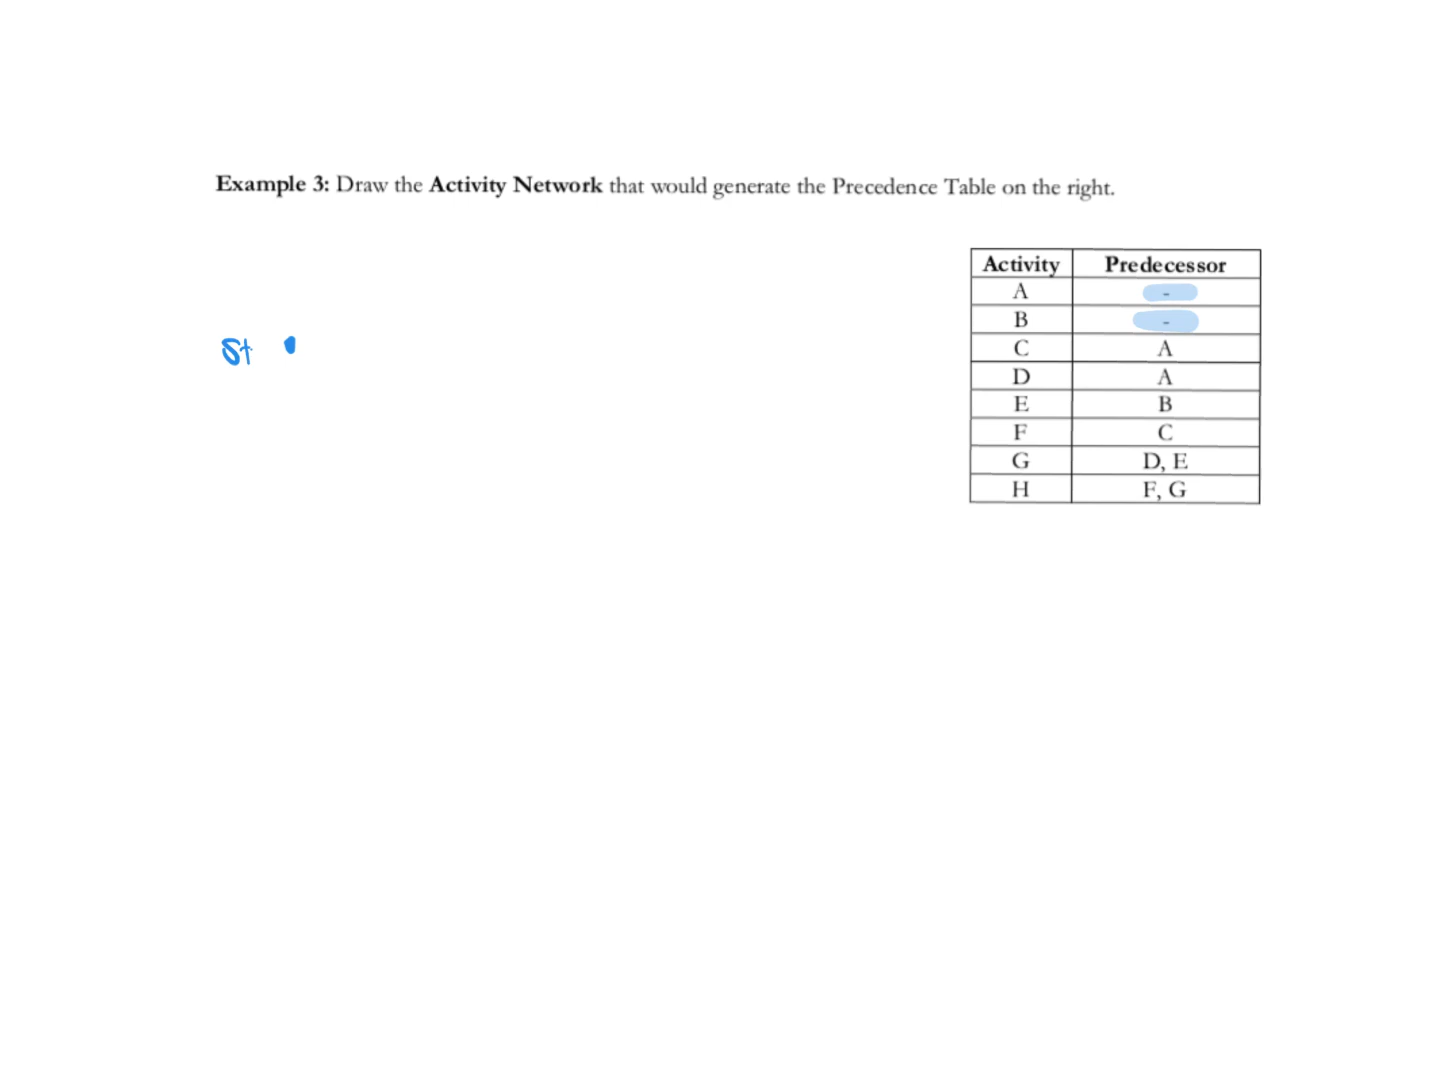 Example 3: Draw the Activity Network that would generate the Precedence Table on the right.
Activity Predecessor
A -
B -
C A
D A
E B
F C
G D, E
H F, G
St